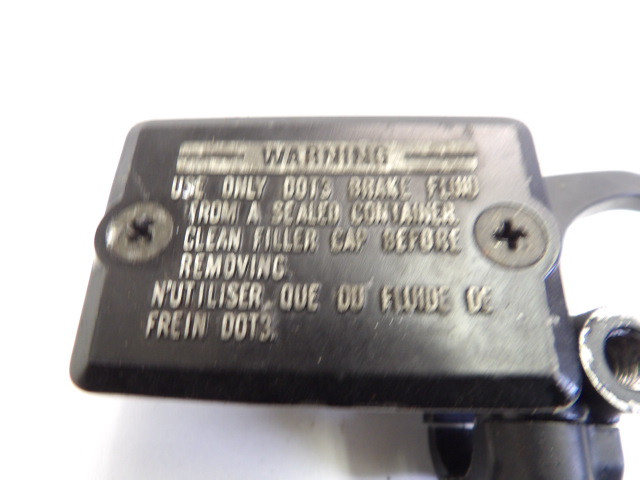 WARNING
USE ONLY DOT3 BRAKE FLUID
FROM A SEALED CONTAINER.
CLEAN FILLER CAP BEFORE
REMOVING.
N'UTILISER QUE DU FLUIDE DE
FREIN DOT3.